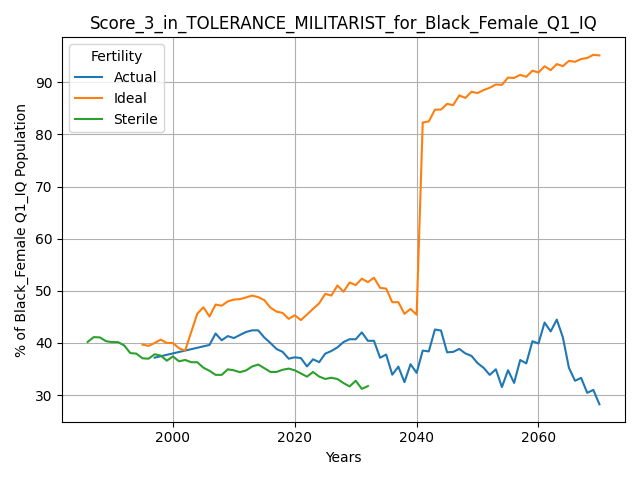 Score_3_in_TOLERANCE_MILITARIST_for_Black_Female_Q1_IQ
Fertility
Actual
Ideal
Sterile
% of Black_Female Q1_IQ Population
90
80
70
60
50
40
30
2000
2020
2040
2060
Years